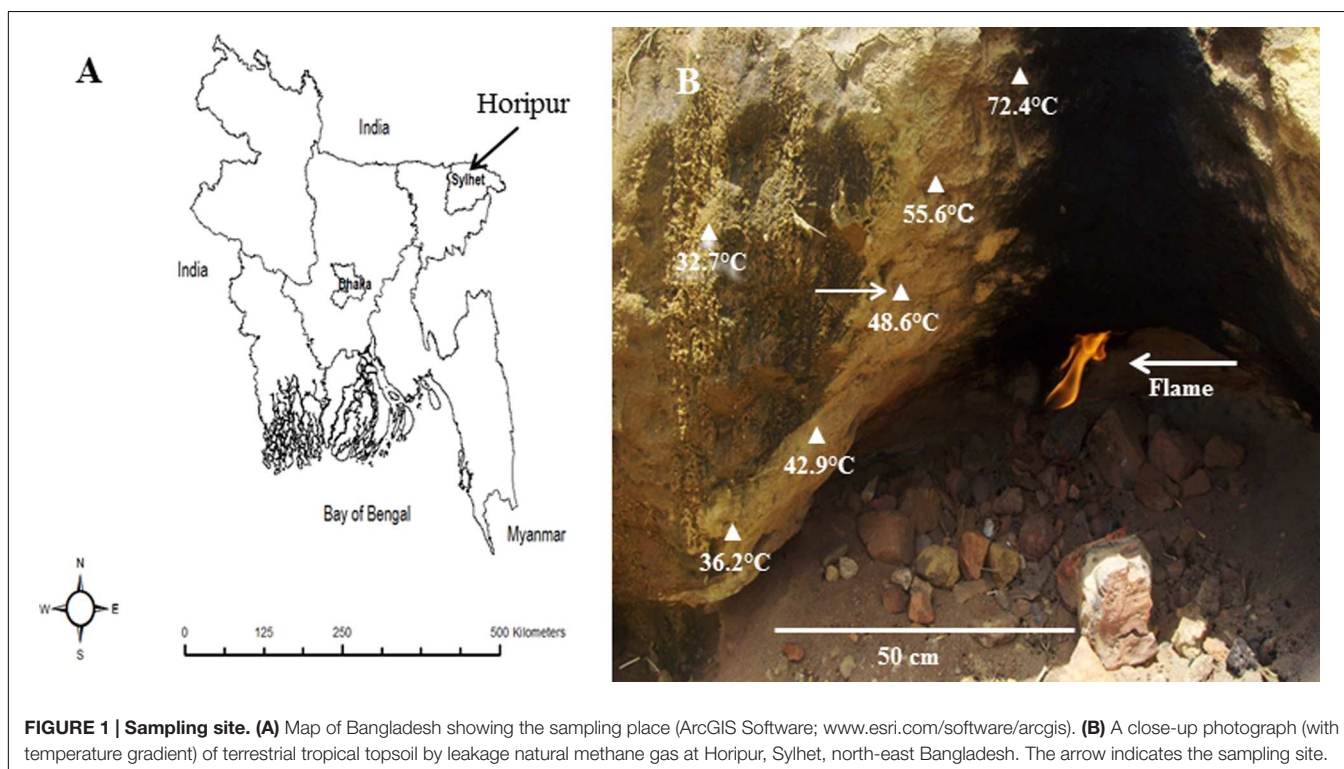 A
Horipur
India
Sylhet
India
Dhaka
Bay of Bengal
Myanmar
N
W E
S
0 125 250 500 Kilometers
B
72.4°C
55.6°C
32.7°C
48.6°C
Flame
42.9°C
36.2°C
50 cm
FIGURE 1 | Sampling site. (A) Map of Bangladesh showing the sampling place (ArcGIS Software; www.esri.com/software/arcgis). (B) A close-up photograph (with
temperature gradient) of terrestrial tropical topsoil by leakage natural methane gas at Horipur, Sylhet, north-east Bangladesh. The arrow indicates the sampling site.